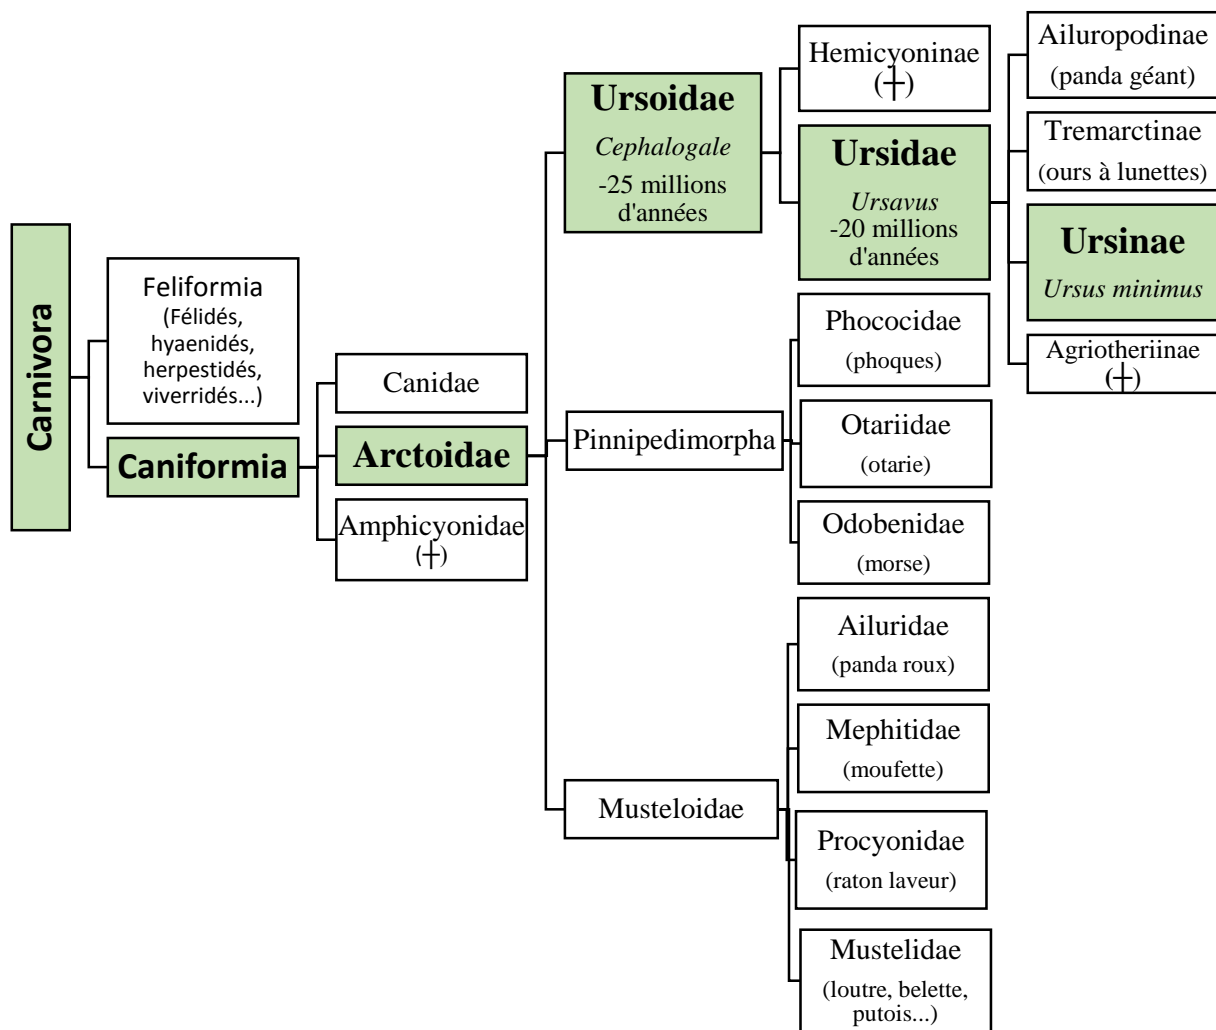 Carnivora
Feliformia
(Félidés,
hyaenidés,
herpestidés,
viverridés...)
Caniformia
Canidae
Arctoidae
Amphicyonidae
(┼)
Ursoidae
Cephalogale
-25 millions
d'années
Pinnipedimorpha
Musteloidae
Hemicyoninae
(┼)
Ursidae
Ursavus
-20 millions
d'années
Phococidae
(phoques)
Otariidae
(otarie)
Odobenidae
(morse)
Ailuridae
(panda roux)
Mephitidae
(moufette)
Procyonidae
(raton laveur)
Mustelidae
(loutre, belette,
putois...)
Ailuropodinae
(panda géant)
Tremarctinae
(ours à lunettes)
Ursinae
Ursus minimus
Agriotheriinae
(┼)